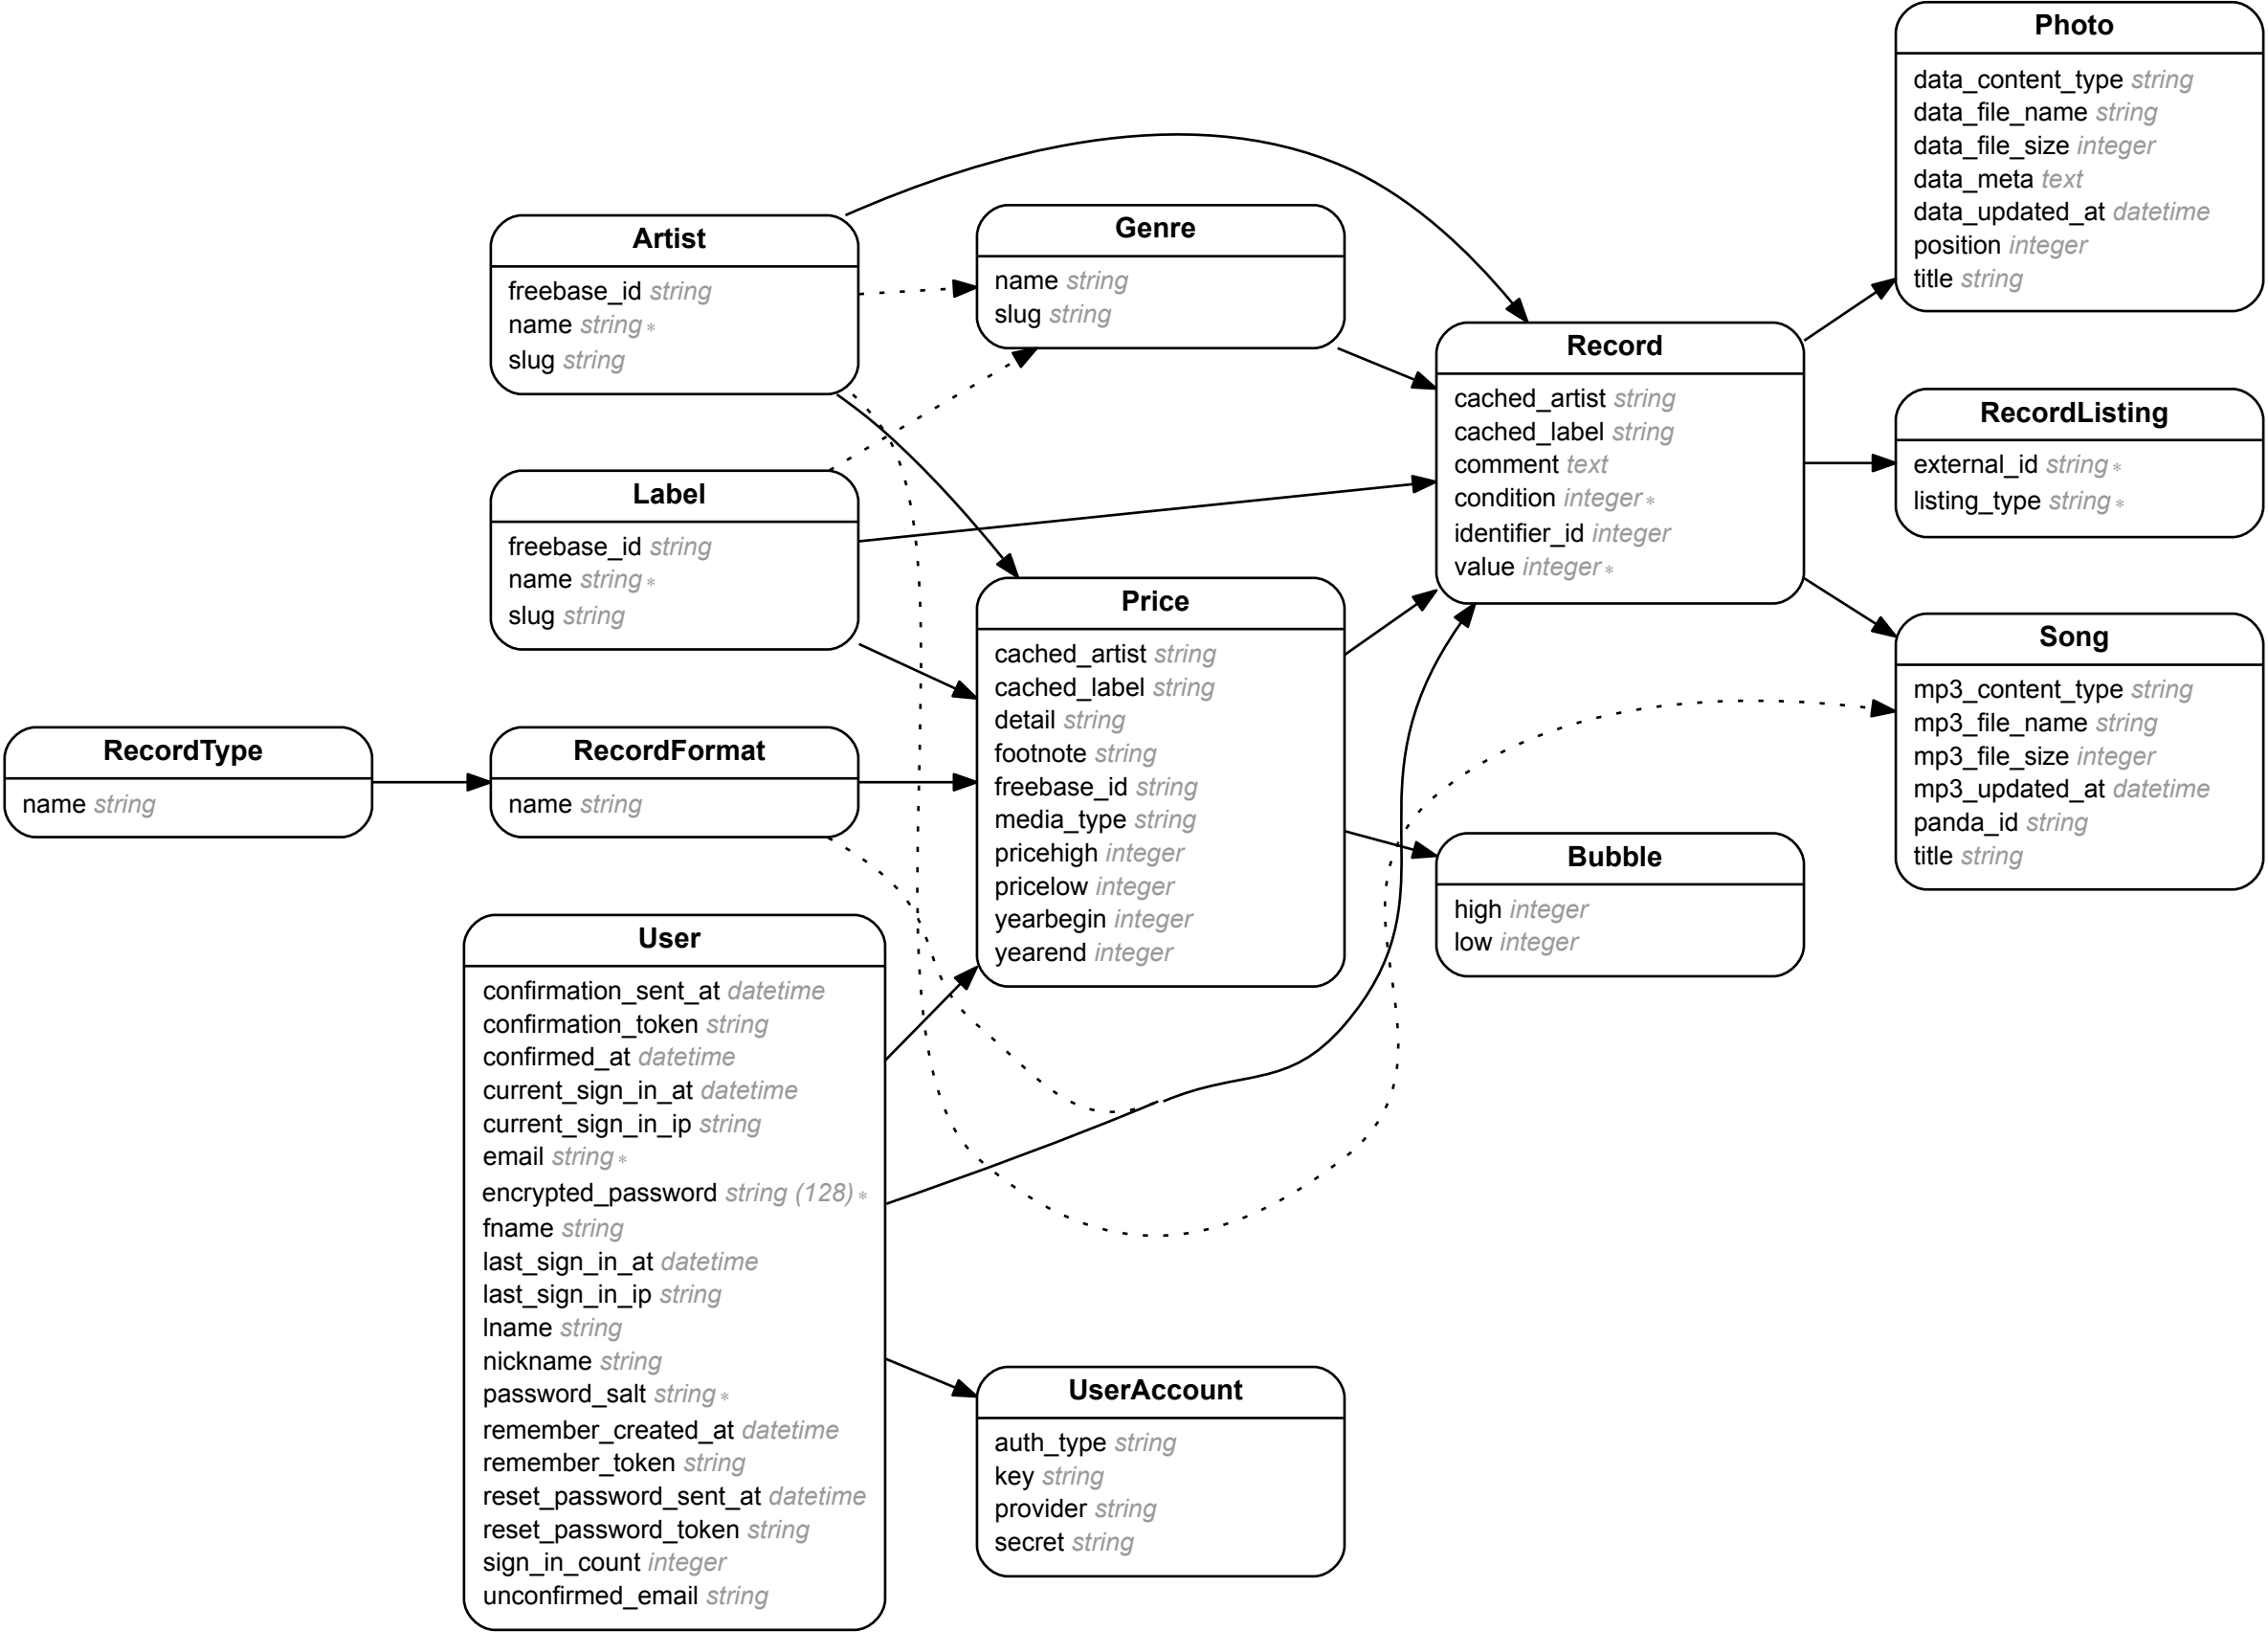 Photo
data_content_type string
data_file_name string
data_file_size integer
data_meta text
data_updated_at datetime
position integer
title string
Artist
freebase_id string
name string *
slug string
Genre
name string
slug string
Record
cached_artist string
cached_label string
comment text
condition integer *
identifier_id integer
value integer *
RecordListing
external_id string *
listing_type string *
Label
freebase_id string
name string *
slug string
Price
cached_artist string
cached_label string
detail string
footnote string
freebase_id string
media_type string
pricehigh integer
pricelow integer
yearbegin integer
yearend integer
Song
mp3_content_type string
mp3_file_name string
mp3_file_size integer
mp3_updated_at datetime
panda_id string
title string
RecordType
name string
RecordFormat
name string
Bubble
high integer
low integer
User
confirmation_sent_at datetime
confirmation_token string
confirmed_at datetime
current_sign_in_at datetime
current_sign_in_ip string
email string *
encrypted_password string (128) *
fname string
last_sign_in_at datetime
last_sign_in_ip string
lname string
nickname string
password_salt string *
remember_created_at datetime
remember_token string
reset_password_sent_at datetime
reset_password_token string
sign_in_count integer
unconfirmed_email string
UserAccount
auth_type string
key string
provider string
secret string